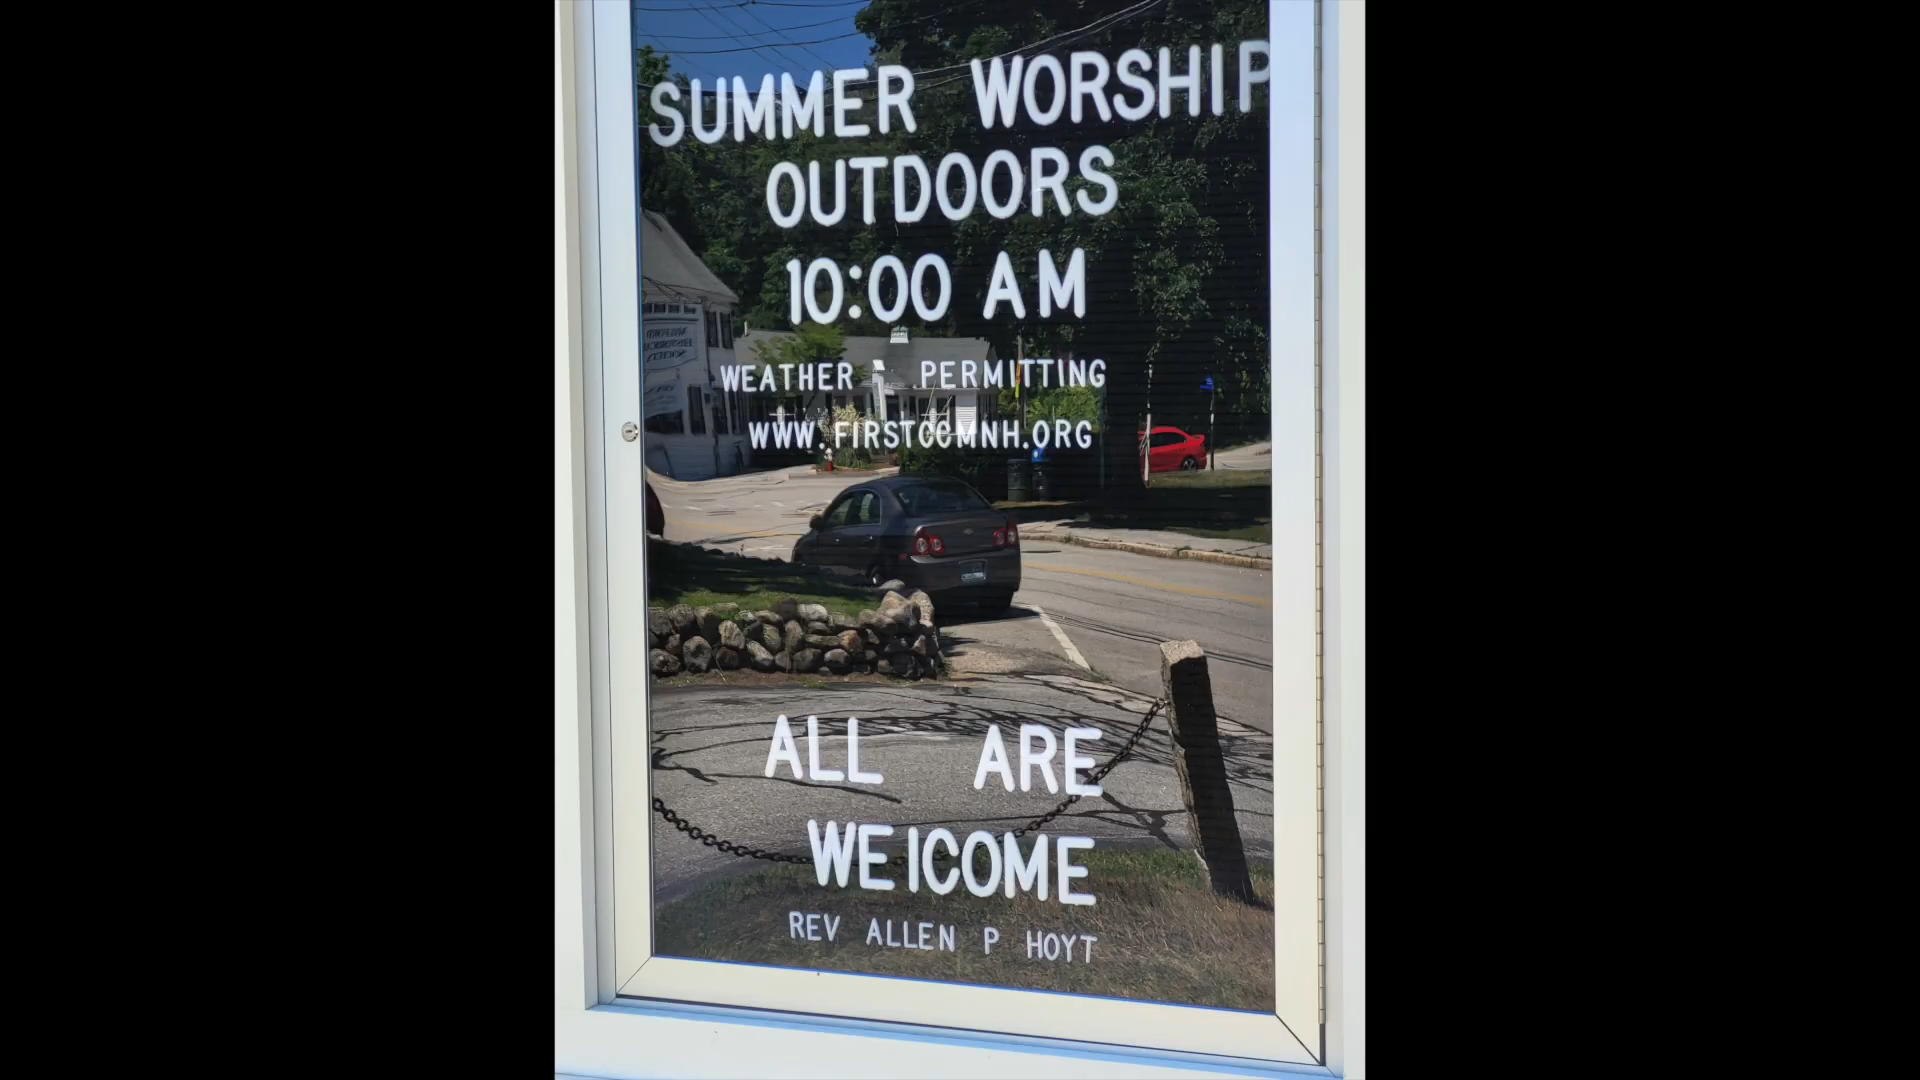 SUMMER WORSHIP
OUTDOORS
10:00 AM
WEATHER PERMITTING
WWW.FIRSTCCMNH.ORG
ALL ARE
WEICOME
REV ALLEN P HOYT